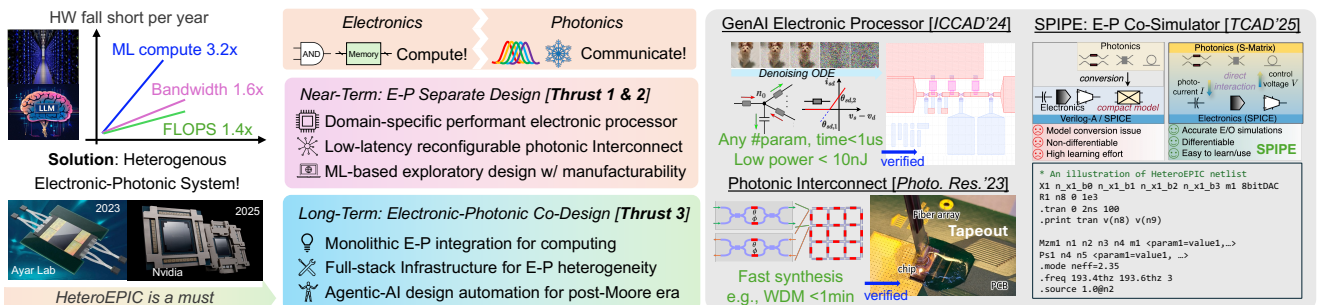 HW fall short per year
ML compute 3.2x
Bandwidth 1.6x
FLOPS 1.4x
LLM
Solution: Heterogenous
Electronic-Photonic System!
2023
Ayar Lab
2025
Nvidia
HeteroEPIC is a must
Electronics
AND
Memory
Compute!
Photonics
Communicate!
Near-Term: E-P Separate Design [Thrust 1 & 2]
Domain-specific performant electronic processor
Low-latency reconfigurable photonic Interconnect
ML-based exploratory design w/ manufacturability
Long-Term: Electronic-Photonic Co-Design [Thrust 3]
Monolithic E-P integration for computing
Full-stack Infrastructure for E-P heterogeneity
Agentic-AI design automation for post-Moore era
GenAI Electronic Processor [ICCAD'24]
Denoising ODE
n0
i_sd
θ_sd,2
θ_sd,1
v_s − v_d
Any #param, time<1us
Low power < 10nJ
verified
Photonic Interconnect [Photo. Res.'23]
θ
ϕ
θ
ϕ
Fast synthesis
e.g., WDM <1min
verified
Fiber array
Tapeout
chip
PCB
SPIPE: E-P Co-Simulator [TCAD'25]
Photonics
conversion
Electronics
compact model
Verilog-A / SPICE
Model conversion issue
Non-differentiable
High learning effort
Photonics (S-Matrix)
photo-
current I
direct
interaction
control
voltage V
Electronics (SPICE)
Accurate E/O simulations
Differentiable
Easy to learn/use
SPIPE
* An illustration of HeteroEPIC netlist
X1 n_x1_b0 n_x1_b1 n_x1_b2 n_x1_b3 m1 8bitDAC
R1 n8 0 1e3
.tran 0 2ns 100
.print tran v(n8) v(n9)
Mzm1 n1 n2 n3 n4 m1 <param1=value1,…>
Ps1 n4 n5 <param1=value1, …>
.mode neff=2.35
.freq 193.4thz 193.6thz 3
.source 1.0@n2